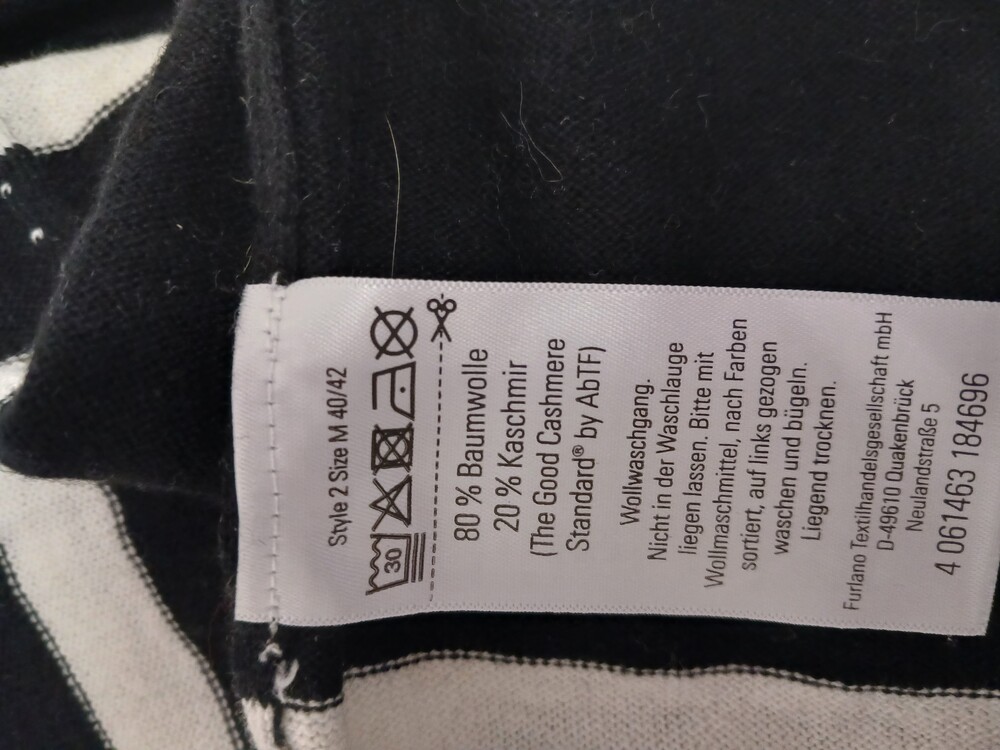 Style 2 Size M 40/42
30
80 % Baumwolle
20 % Kaschmir
(The Good Cashmere
Standard® by AbTF)
Wollwaschgang.
Nicht in der Waschlauge
liegen lassen. Bitte mit
Wollmaschmittel, nach Farben
sortiert, auf links gezogen
waschen und bügeln.
Liegend trocknen.
Furlano Textilhandelsgesellschaft mbH
D-49610 Quakenbrück
Neulandstraße 5
4 061463 184696